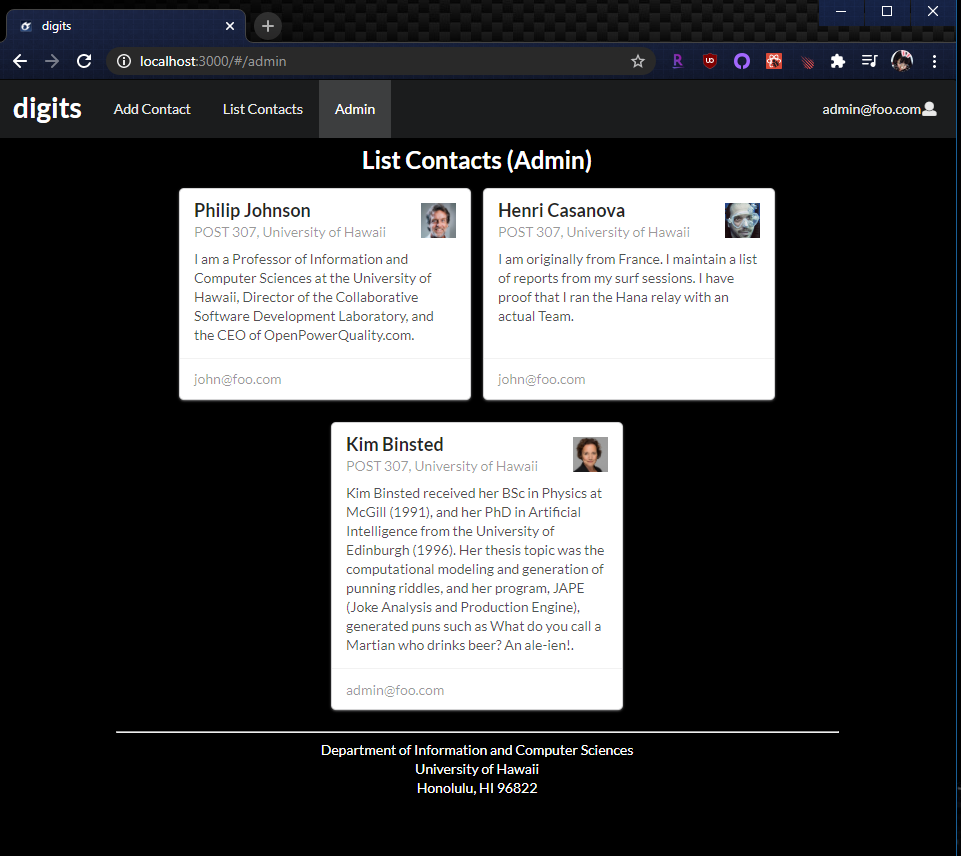 digits
localhost:3000/#/admin
digits
Add Contact
List Contacts
Admin
admin@foo.com
List Contacts (Admin)
Philip Johnson
POST 307, University of Hawaii
I am a Professor of Information and
Computer Sciences at the University of
Hawaii, Director of the Collaborative
Software Development Laboratory, and
the CEO of OpenPowerQuality.com.
john@foo.com
Henri Casanova
POST 307, University of Hawaii
I am originally from France. I maintain a list
of reports from my surf sessions. I have
proof that I ran the Hana relay with an
actual Team.
john@foo.com
Kim Binsted
POST 307, University of Hawaii
Kim Binsted received her BSc in Physics at
McGill (1991), and her PhD in Artificial
Intelligence from the University of
Edinburgh (1996). Her thesis topic was the
computational modeling and generation of
punning riddles, and her program, JAPE
(Joke Analysis and Production Engine),
generated puns such as What do you call a
Martian who drinks beer? An ale-ien!.
admin@foo.com
Department of Information and Computer Sciences
University of Hawaii
Honolulu, HI 96822